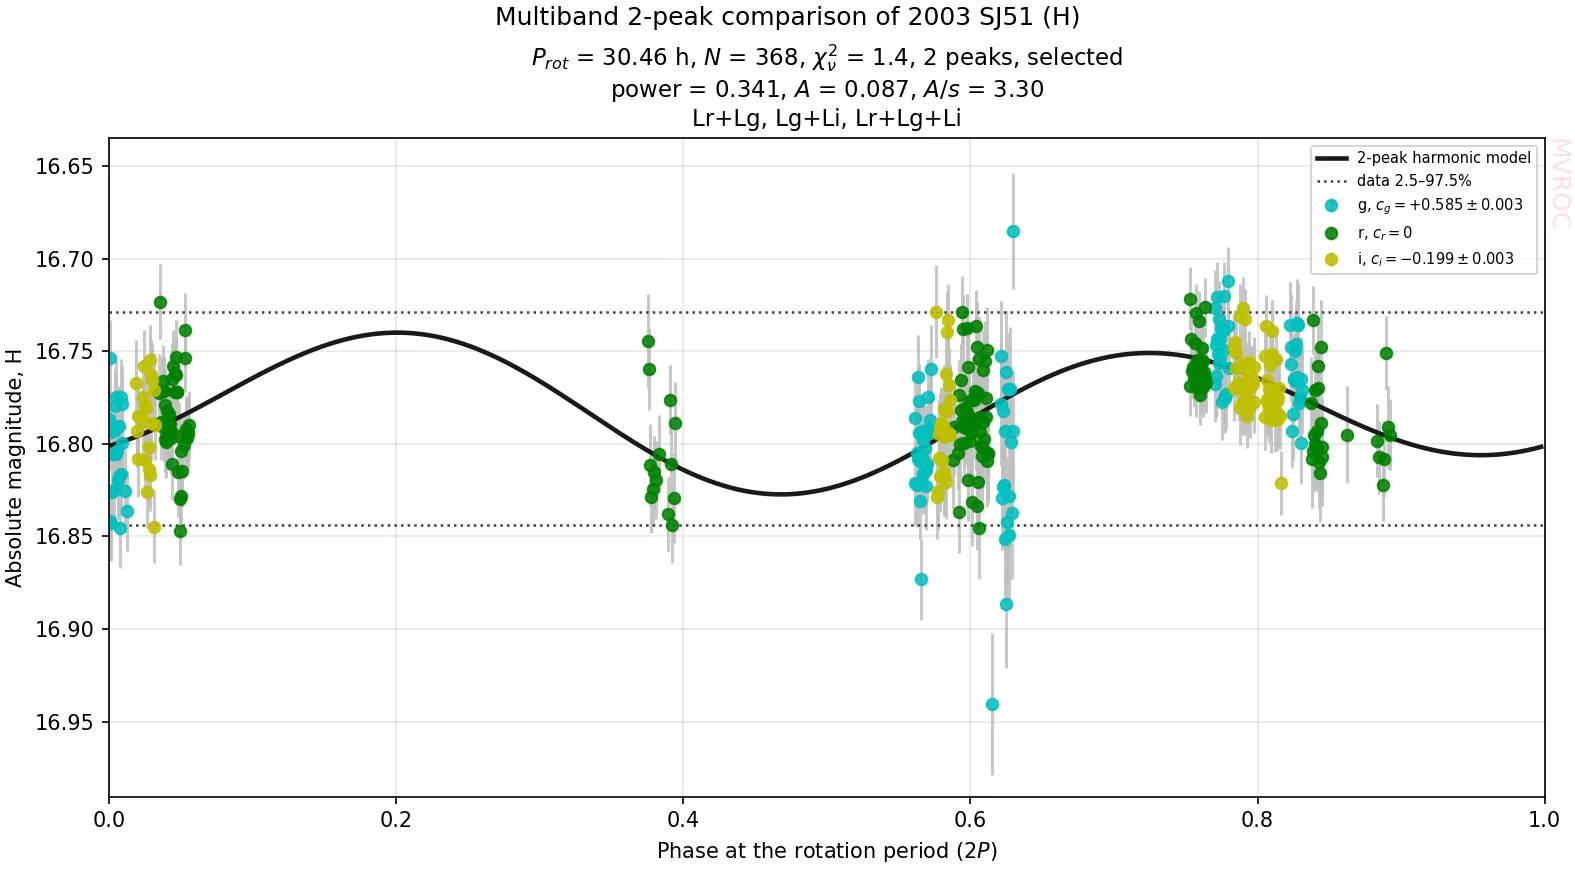 Multiband 2-peak comparison of 2003 SJ51 (H)
P_rot = 30.46 h, N = 368, χ²_ν = 1.4, 2 peaks, selected
power = 0.341, A = 0.087, A/s = 3.30
Lr+Lg, Lg+Li, Lr+Lg+Li
2-peak harmonic model
data 2.5–97.5%
g, c_g = +0.585 ± 0.003
r, c_r = 0
i, c_i = −0.199 ± 0.003
MVROC
Absolute magnitude, H
16.65
16.70
16.75
16.80
16.85
16.90
16.95
0.0 0.2 0.4 0.6 0.8 1.0
Phase at the rotation period (2P)